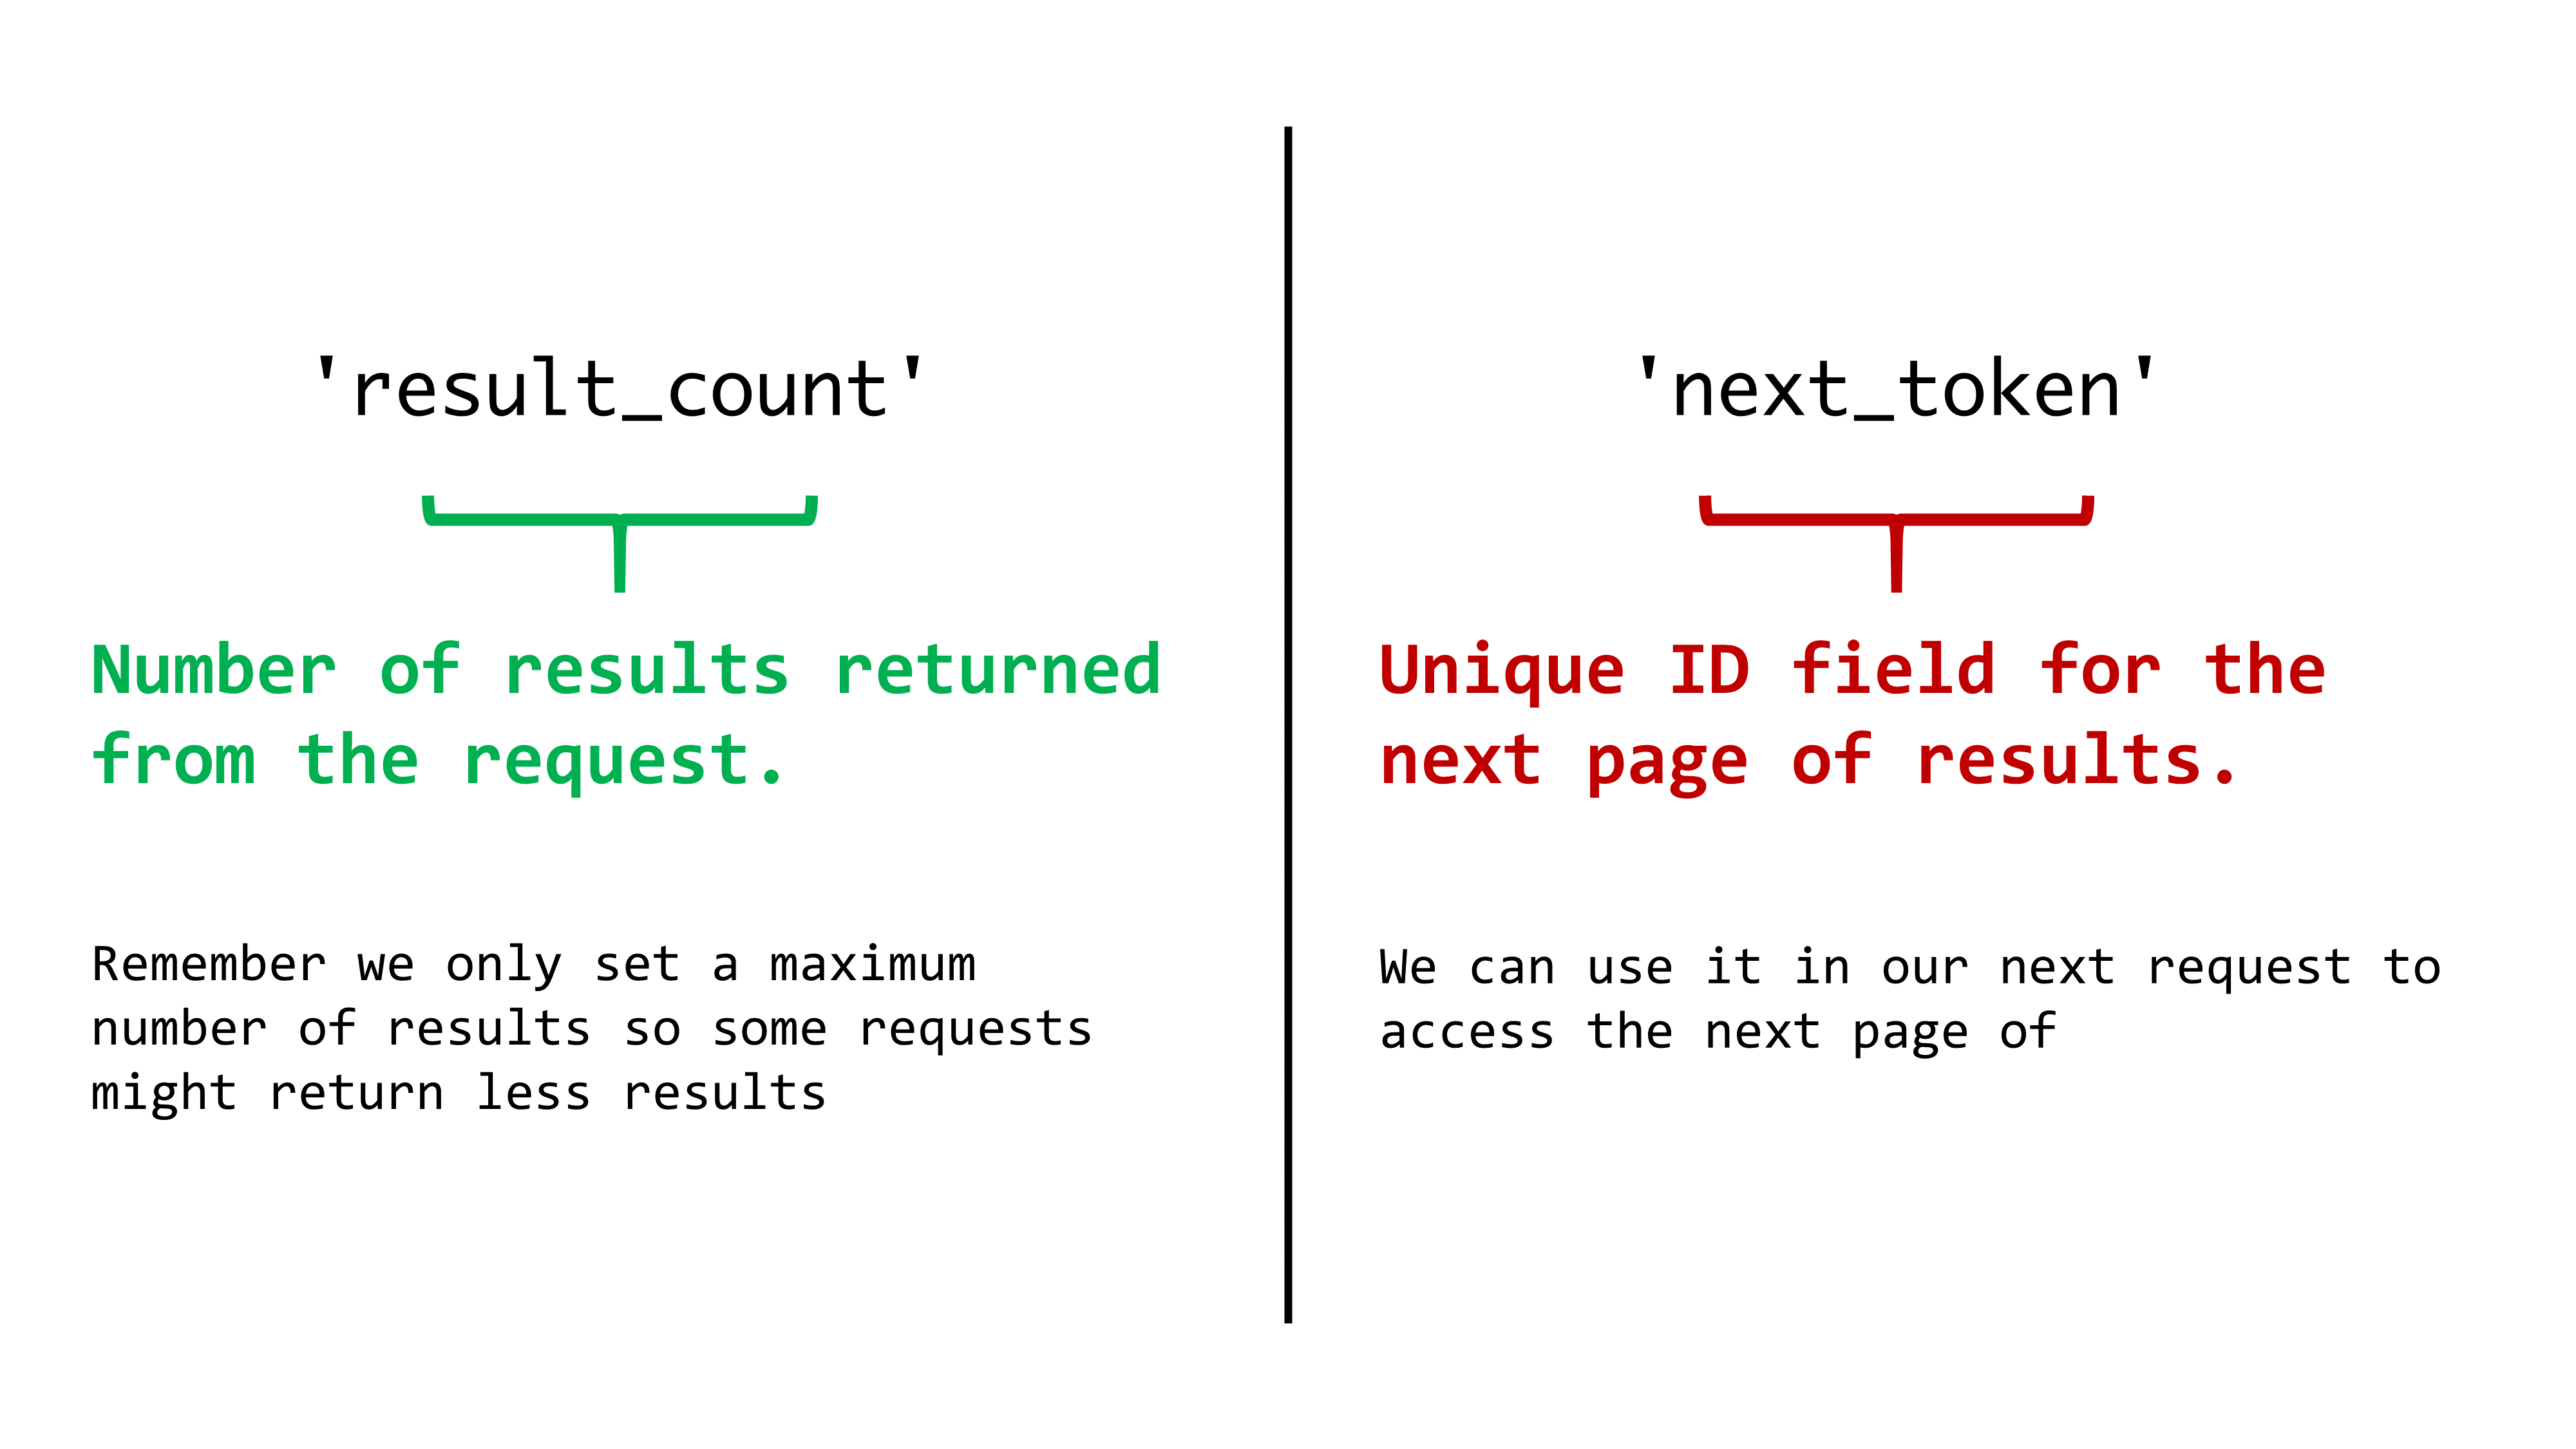 'result_count'
Number of results returned
from the request.
Remember we only set a maximum
number of results so some requests
might return less results
'next_token'
Unique ID field for the
next page of results.
We can use it in our next request to
access the next page of